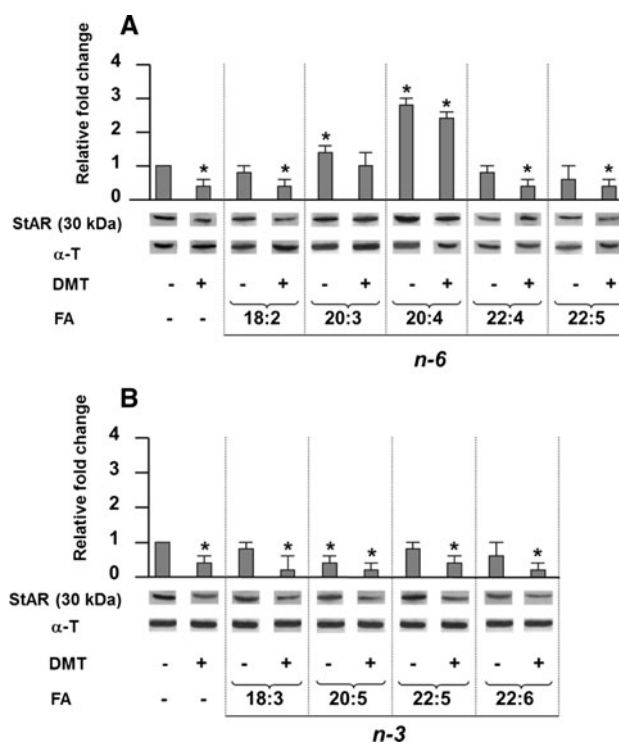 A
Relative fold change
4
3
2
1
0
* * * * * * * *
StAR (30 kDa)
α-T
DMT - + - + - + - + - + - +
FA - - 18:2 20:3 20:4 22:4 22:5
n-6
B
Relative fold change
4
3
2
1
0
* * * * * *
StAR (30 kDa)
α-T
DMT - + - + - + - + - +
FA - - 18:3 20:5 22:5 22:6
n-3